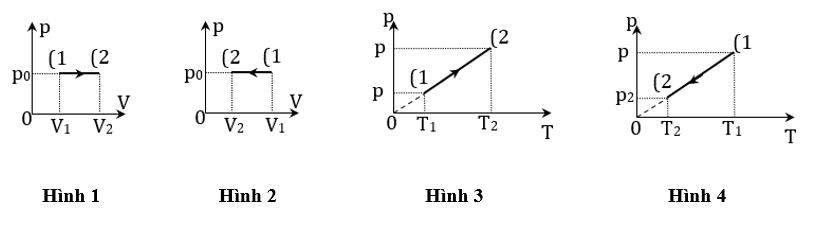 p
(1 (2
p0
0 V1 V2 V
p
(2 (1
p0
0 V2 V1 V
p
(2
p
(1
p
0 T1 T2 T
p
(1
p
(2
p2
0 T2 T1 T
Hình 1
Hình 2
Hình 3
Hình 4